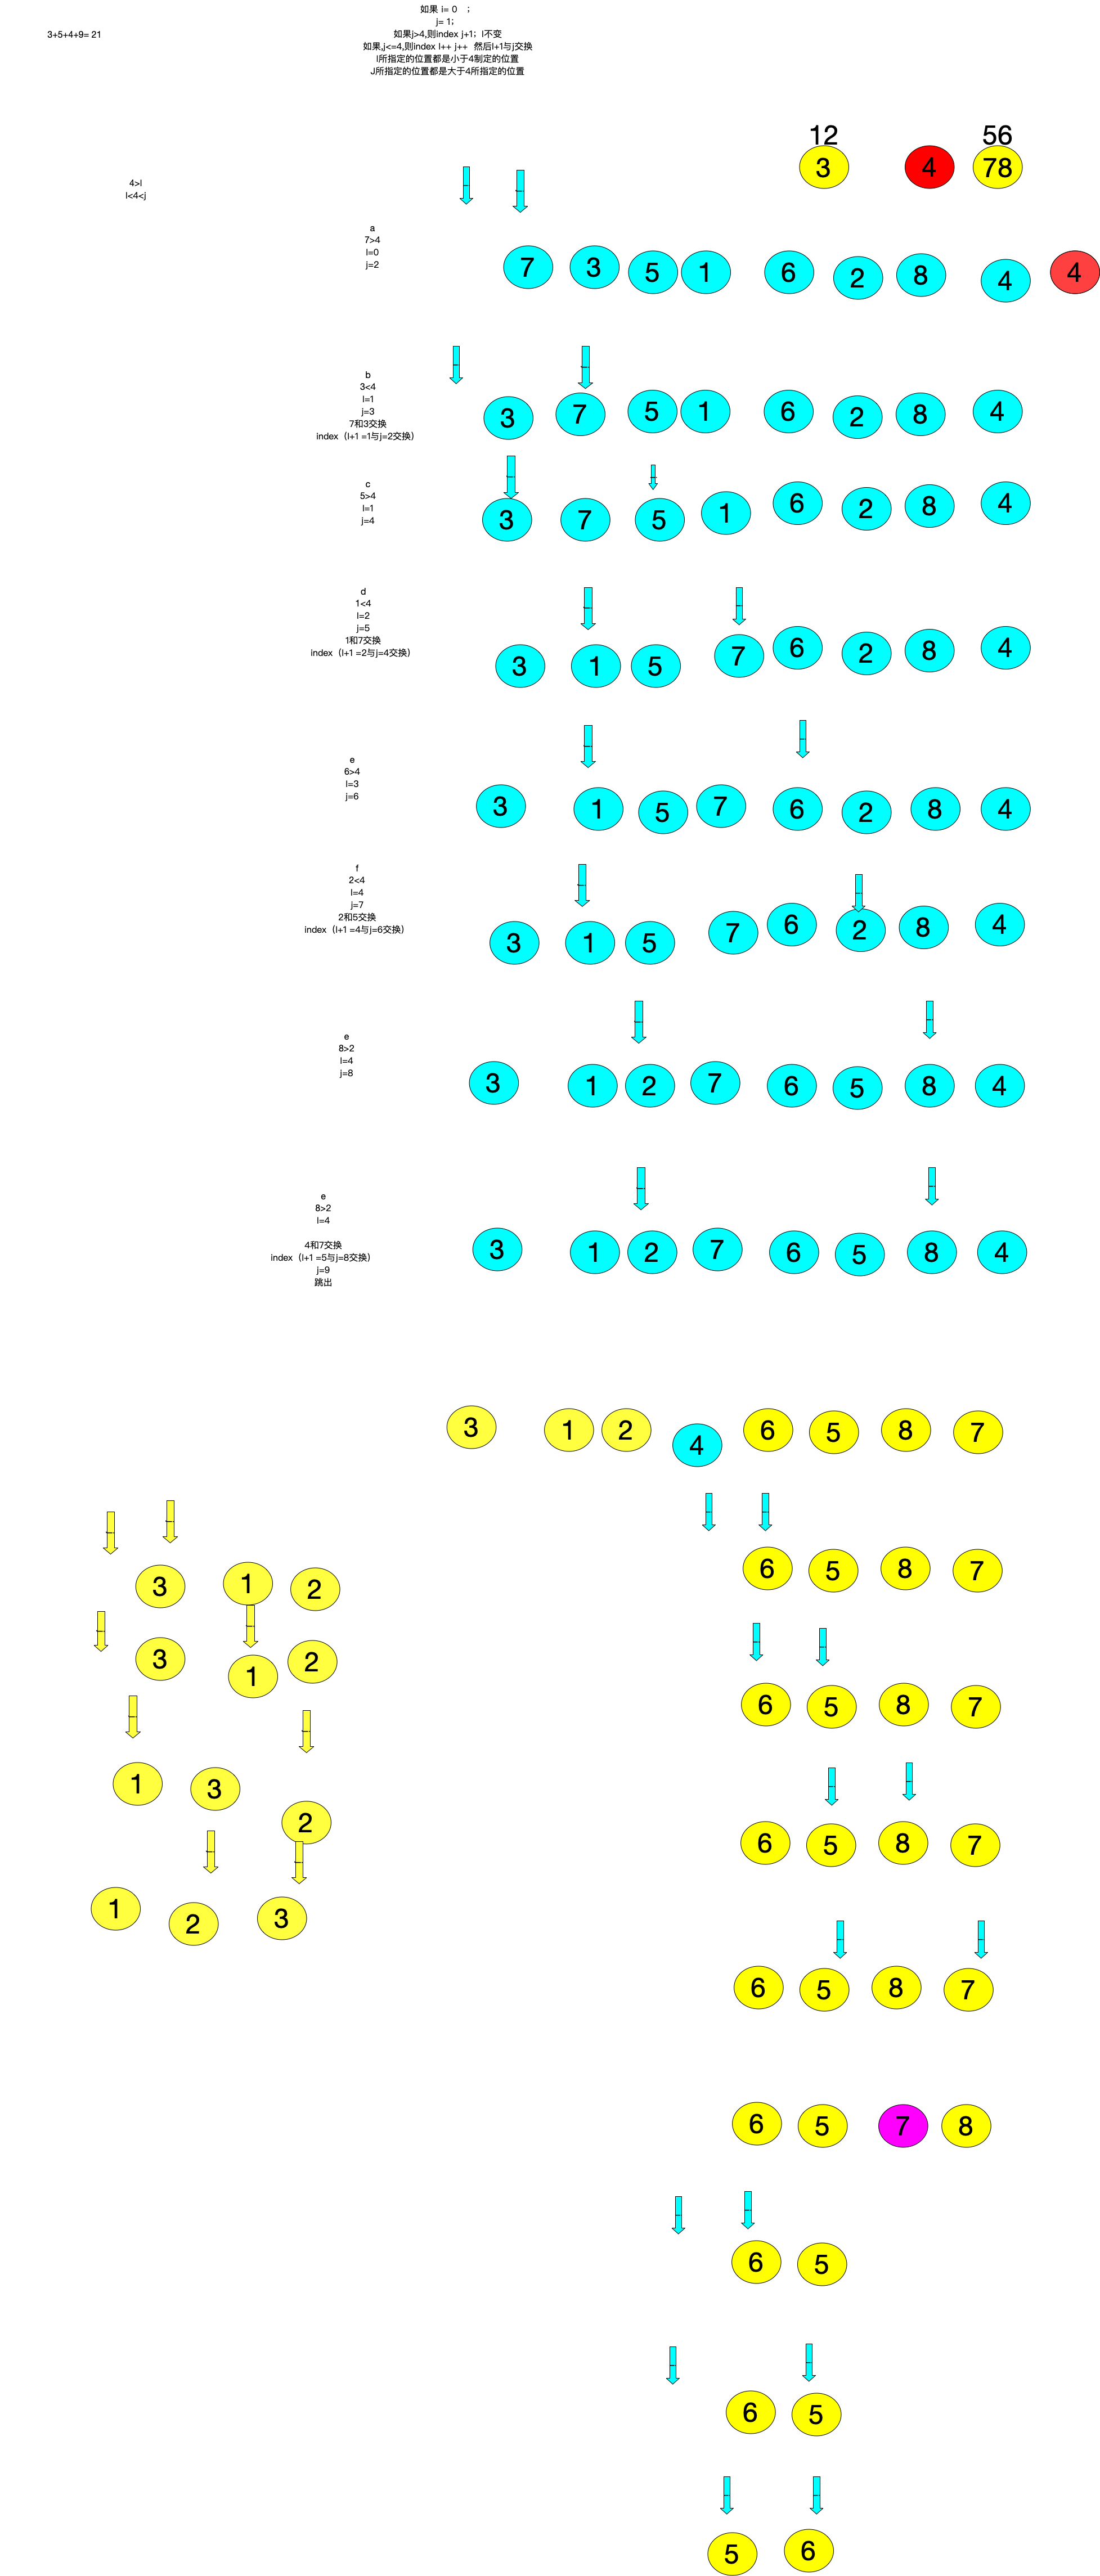 如果 i= 0 ；
j= 1；
如果j>4,则index j+1；I不变
如果,j<=4,则index I++ j++ 然后I+1与j交换
I所指定的位置都是小于4制定的位置
J所指定的位置都是大于4所指定的位置
3+5+4+9= 21
12 56
3 4 78
4>I
I<4<j
a
7>4
I=0
j=2
7 3 5 1 6 2 8 4 4
b
3<4
I=1
j=3
7和3交换
index（I+1 =1与j=2交换）
3 7 5 1 6 2 8 4
c
5>4
I=1
j=4
3 7 5 1 6 2 8 4
d
1<4
I=2
j=5
1和7交换
index（I+1 =2与j=4交换）
3 1 5 7 6 2 8 4
e
6>4
I=3
j=6
3 1 5 7 6 2 8 4
f
2<4
I=4
j=7
2和5交换
index（I+1 =4与j=6交换）
3 1 5 7 6 2 8 4
e
8>2
I=4
j=8
3 1 2 7 6 5 8 4
e
8>2
I=4
4和7交换
index（I+1 =5与j=8交换）
j=9
跳出
3 1 2 7 6 5 8 4
3 1 2 4 6 5 8 7
3 1 2
3 1 2
1 3 2
1 2 3
6 5 8 7
6 5 8 7
6 5 8 7
6 5 8 7
6 5 7 8
6 5
6 5
5 6